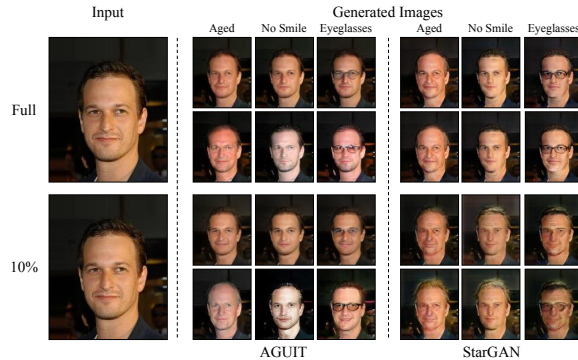 Input
Generated Images
Aged No Smile Eyeglasses Aged No Smile Eyeglasses
Full
10%
AGUIT StarGAN